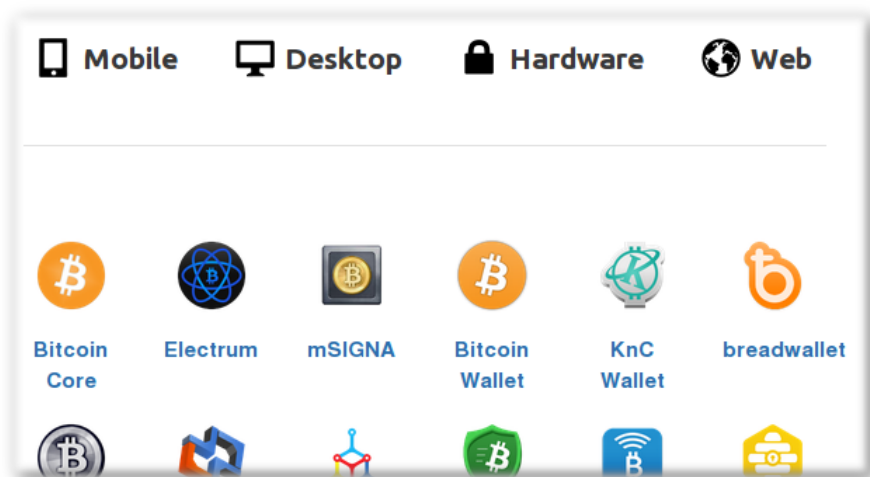 Mobile Desktop Hardware Web
Bitcoin Core
Electrum
mSIGNA
Bitcoin Wallet
KnC Wallet
breadwallet